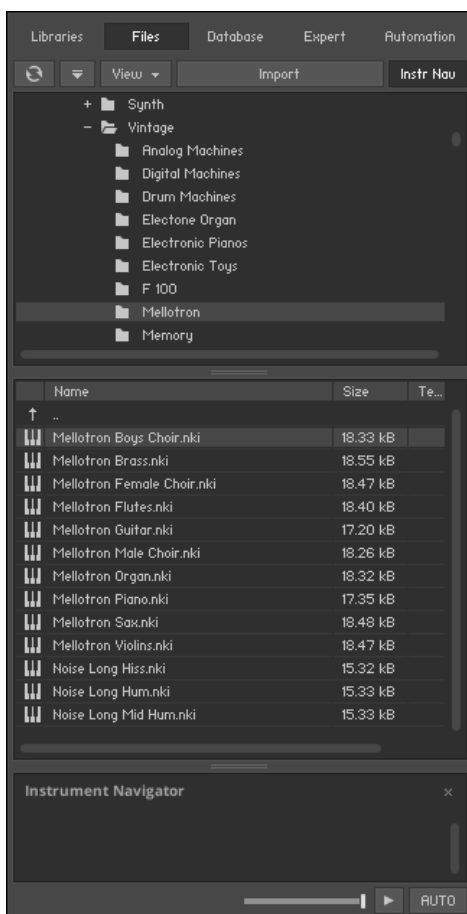 Libraries Files Database Expert Automation
View Import Instr Nav
+ Synth
- Vintage
Analog Machines
Digital Machines
Drum Machines
Electone Organ
Electronic Pianos
Electronic Toys
F 100
Mellotron
Memory
Name Size Te...
..
Mellotron Boys Choir.nki 18.33 kB
Mellotron Brass.nki 18.55 kB
Mellotron Female Choir.nki 18.47 kB
Mellotron Flutes.nki 18.40 kB
Mellotron Guitar.nki 17.20 kB
Mellotron Male Choir.nki 18.26 kB
Mellotron Organ.nki 18.32 kB
Mellotron Piano.nki 17.35 kB
Mellotron Sax.nki 18.48 kB
Mellotron Violins.nki 18.47 kB
Noise Long Hiss.nki 15.32 kB
Noise Long Hum.nki 15.33 kB
Noise Long Mid Hum.nki 15.33 kB
Instrument Navigator ×
AUTO